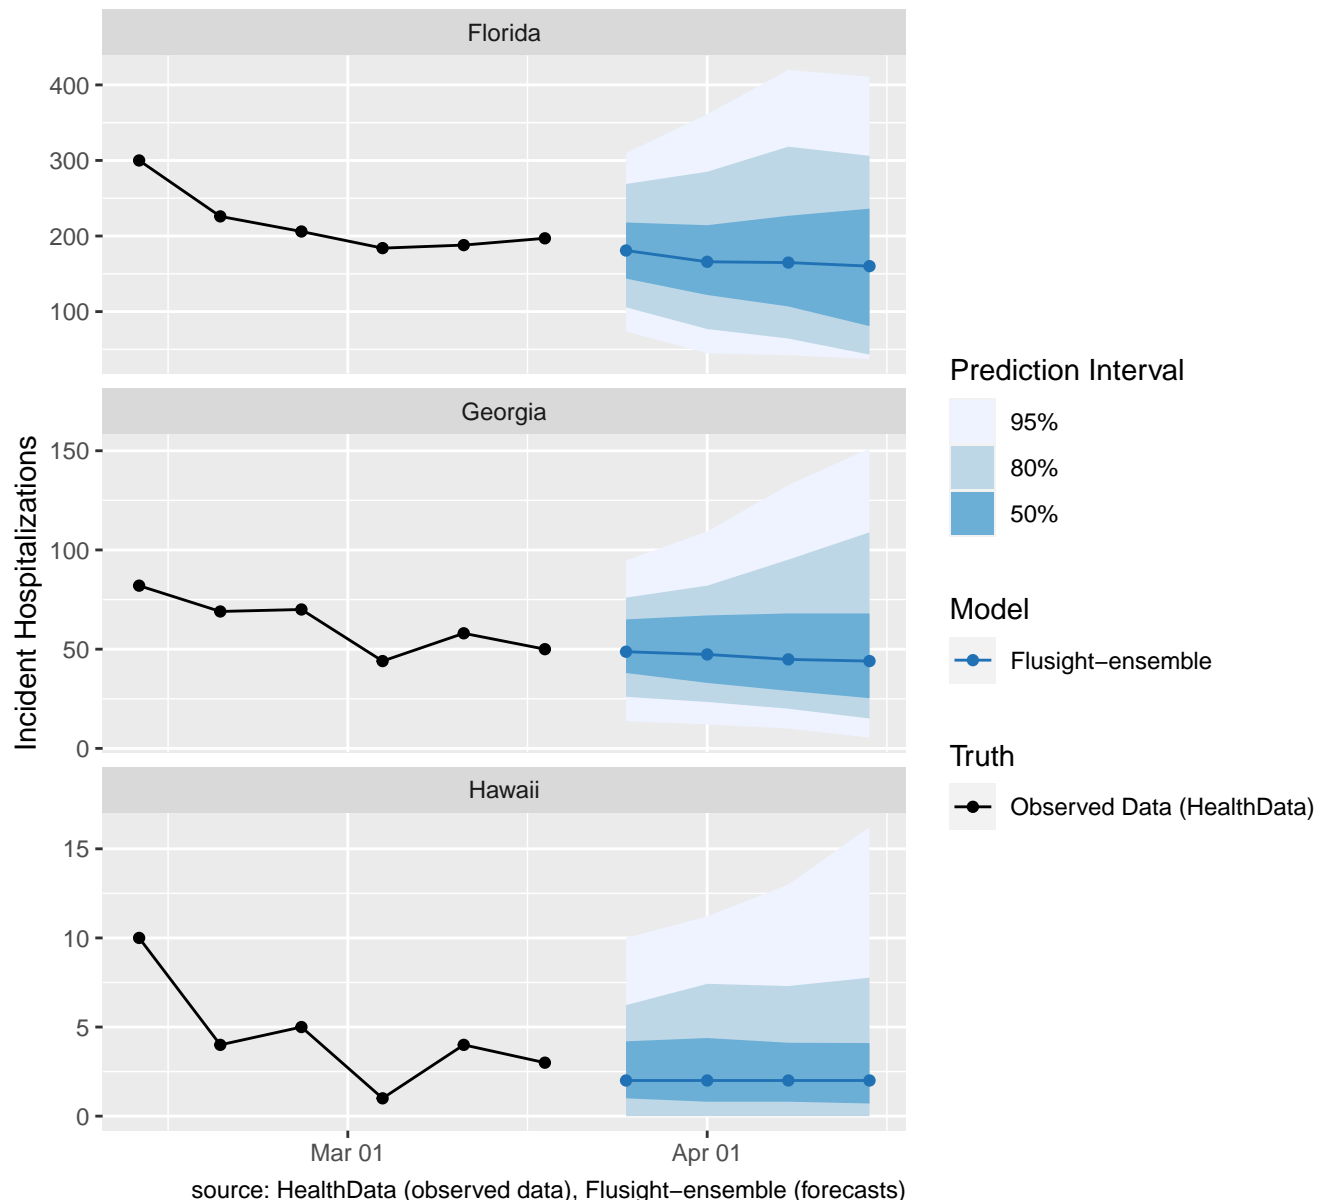 Florida
400
300
200
100
Georgia
150
100
50
0
Hawaii
15
10
5
0
Mar 01
Apr 01
Incident Hospitalizations
source: HealthData (observed data), Flusight−ensemble (forecasts)
Prediction Interval
95%
80%
50%
Model
Flusight−ensemble
Truth
Observed Data (HealthData)